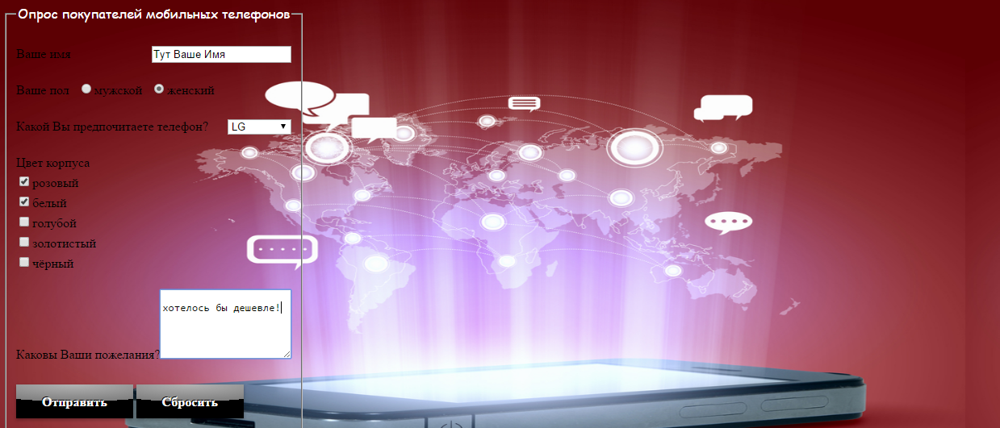 Опрос покупателей мобильных телефонов
Ваше имя Тут Ваше Имя
Ваше пол мужской женский
Какой Вы предпочитаете телефон? LG
Цвет корпуса
розовый
белый
голубой
золотистый
чёрный
хотелось бы дешевле!
Каковы Ваши пожелания?
Отправить Сбросить